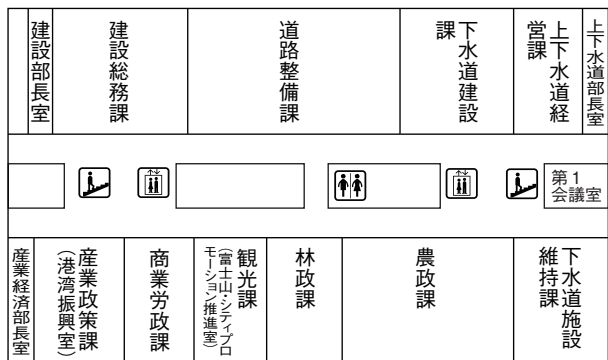 建設部長室
建設総務課
道路整備課
下水道建設
課
上下水道経
営課
上下水道部長室
第1
会議室
産業経済部長室
産業政策課
(港湾振興室)
商業労政課
観光課
(富士山・シティプロ
モーション推進室)
林政課
農政課
下水道施設
維持課